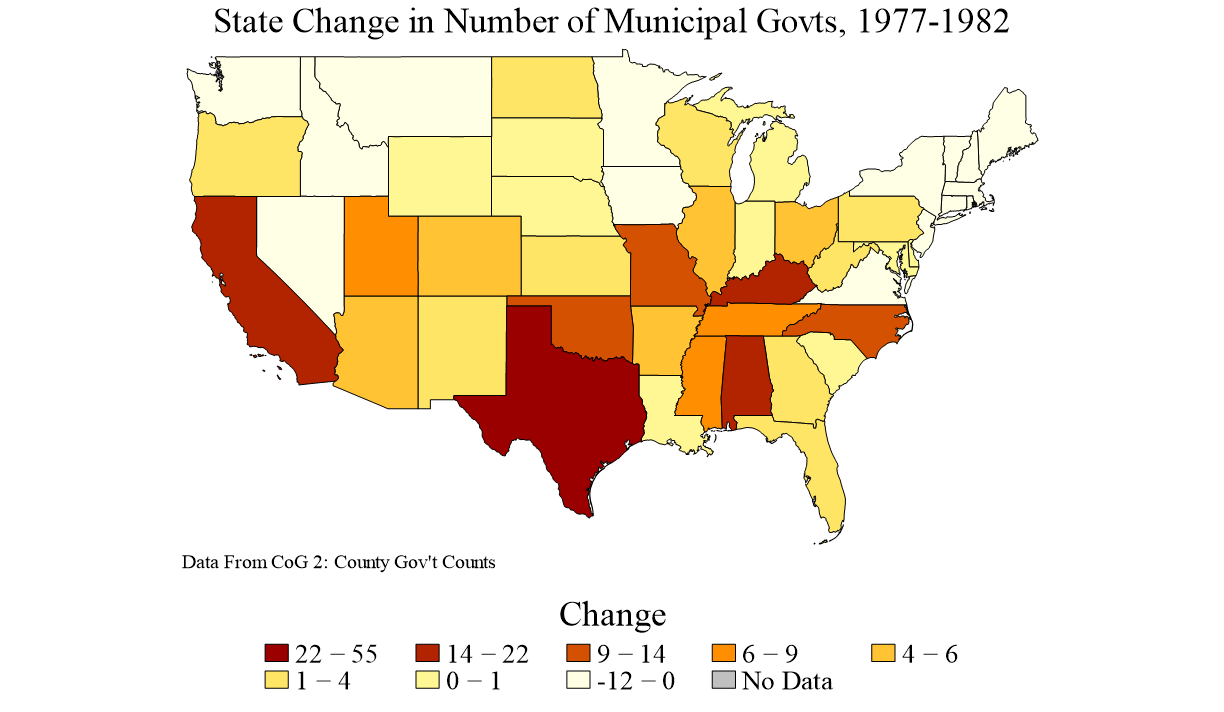 State Change in Number of Municipal Govts, 1977-1982
Data From CoG 2: County Gov't Counts
Change
22 − 55 14 − 22 9 − 14 6 − 9 4 − 6
1 − 4 0 − 1 -12 − 0 No Data